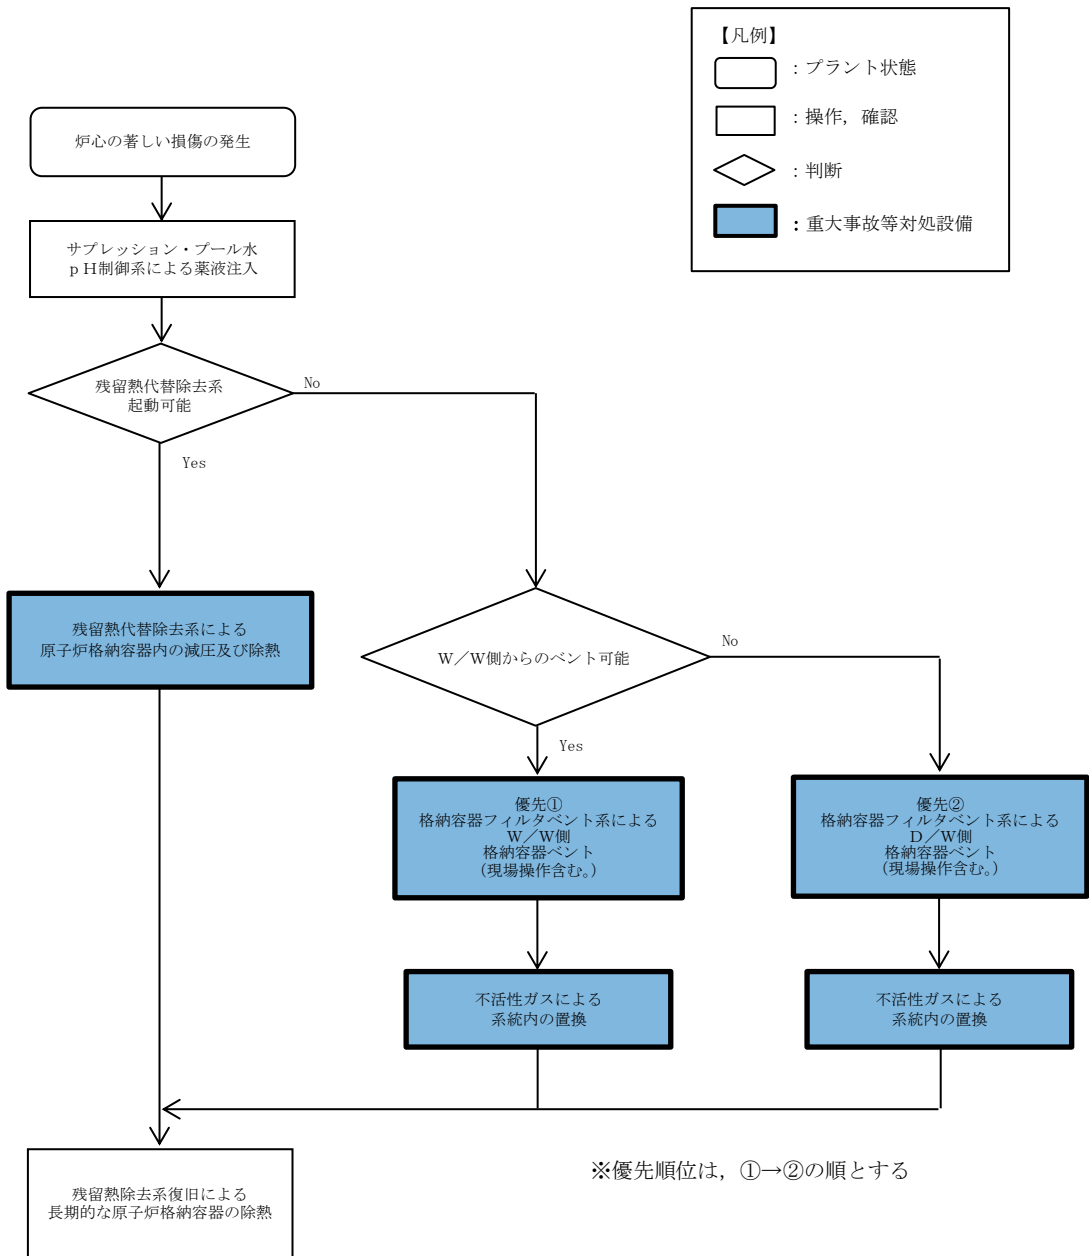 【凡例】
：プラント状態
：操作，確認
：判断
：重大事故等対処設備
炉心の著しい損傷の発生
サプレッション・プール水
ｐＨ制御系による薬液注入
残留熱代替除去系
起動可能
No
Yes
残留熱代替除去系による
原子炉格納容器内の減圧及び除熱
W／W側からのベント可能
No
Yes
優先①
格納容器フィルタベント系による
W／W側
格納容器ベント
（現場操作含む。）
優先②
格納容器フィルタベント系による
D／W側
格納容器ベント
（現場操作含む。）
不活性ガスによる
系統内の置換
不活性ガスによる
系統内の置換
※優先順位は，①→②の順とする
残留熱除去系復旧による
長期的な原子炉格納容器の除熱